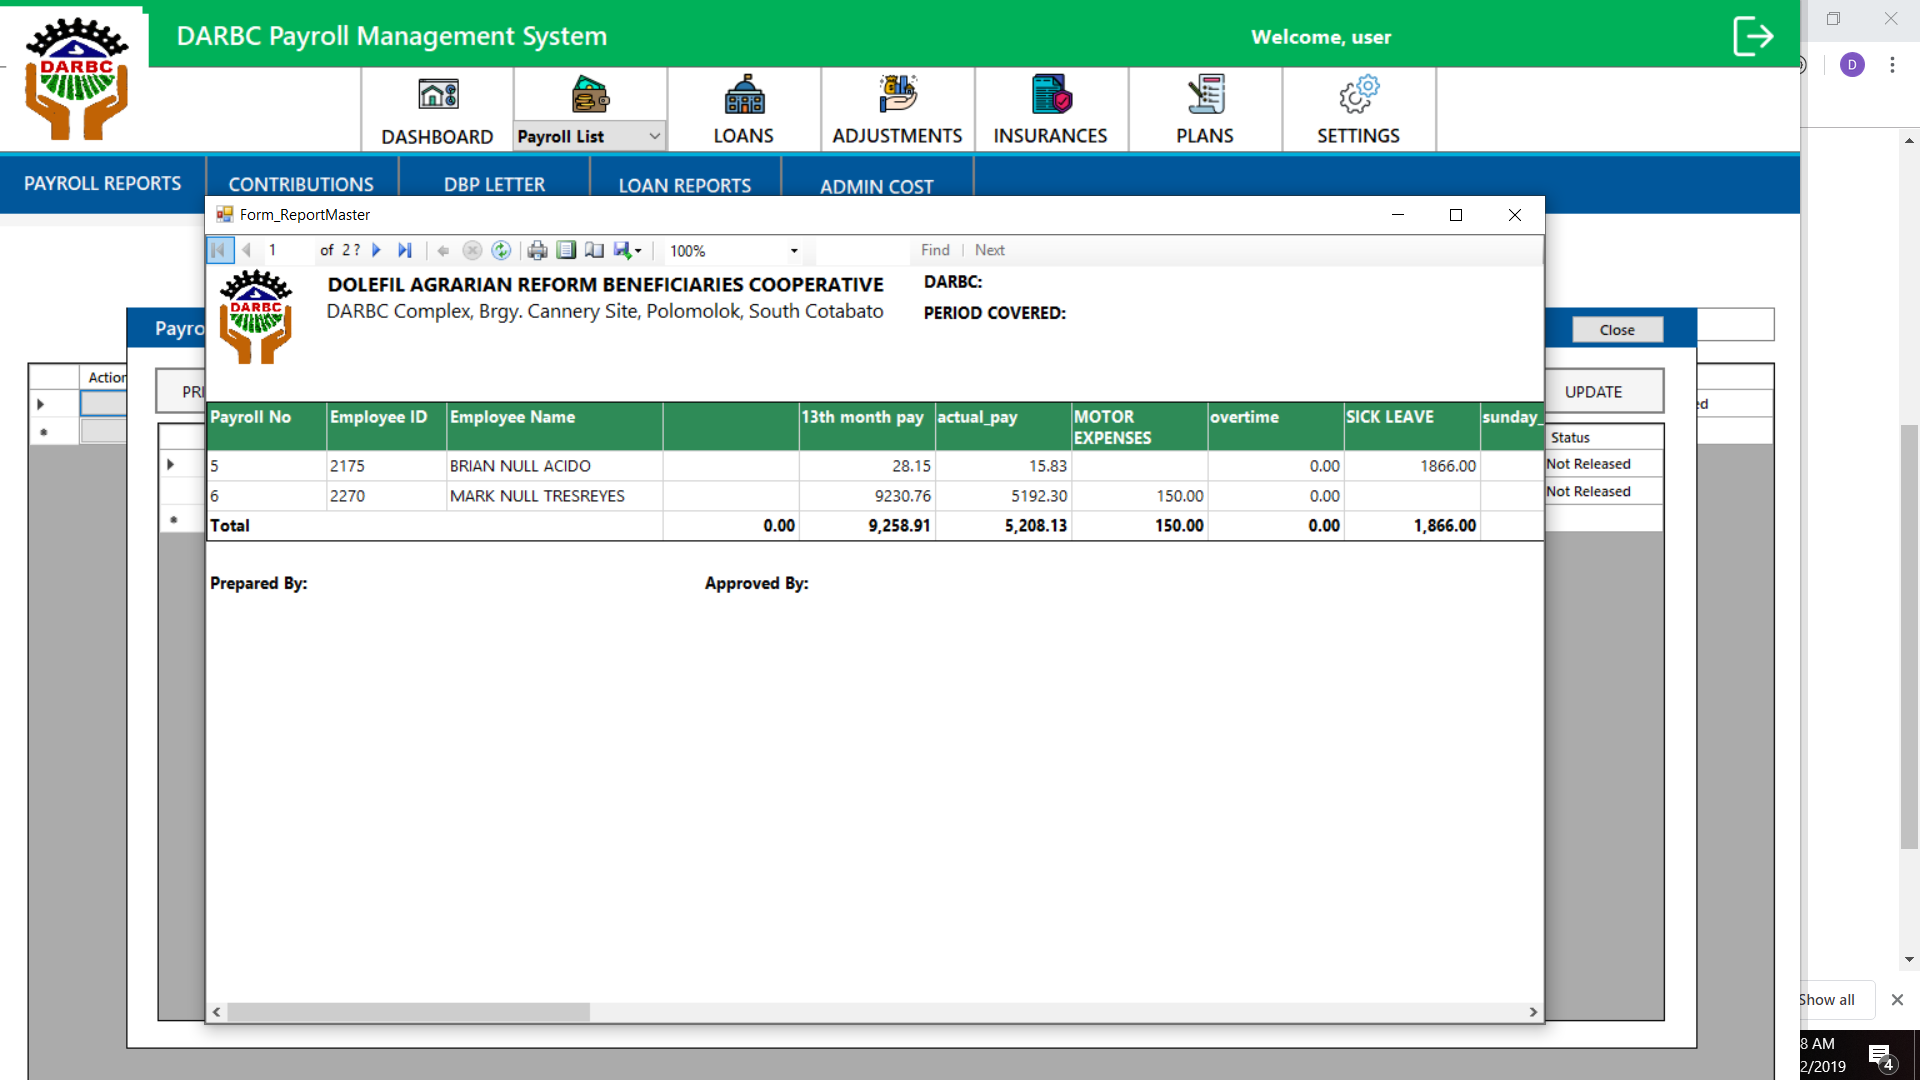 DARBC Payroll Management System
Welcome, user
D
DARBC
DASHBOARD
Payroll List
LOANS
ADJUSTMENTS
INSURANCES
PLANS
SETTINGS
PAYROLL REPORTS
CONTRIBUTIONS
DBP LETTER
LOAN REPORTS
ADMIN COST
Form_ReportMaster
1 of 2? 100% Find | Next
DARBC
DOLEFIL AGRARIAN REFORM BENEFICIARIES COOPERATIVE
DARBC Complex, Brgy. Cannery Site, Polomolok, South Cotabato
DARBC:
PERIOD COVERED:
Payro
Close
Action
PRI
UPDATE
ed
Status
Not Released
Not Released
Payroll No Employee ID Employee Name 13th month pay actual_pay MOTOR EXPENSES overtime SICK LEAVE sunday_
5 2175 BRIAN NULL ACIDO 28.15 15.83 0.00 1866.00
6 2270 MARK NULL TRESREYES 9230.76 5192.30 150.00 0.00
Total 0.00 9,258.91 5,208.13 150.00 0.00 1,866.00
Prepared By: Approved By:
Show all
8 AM
2/2019
4